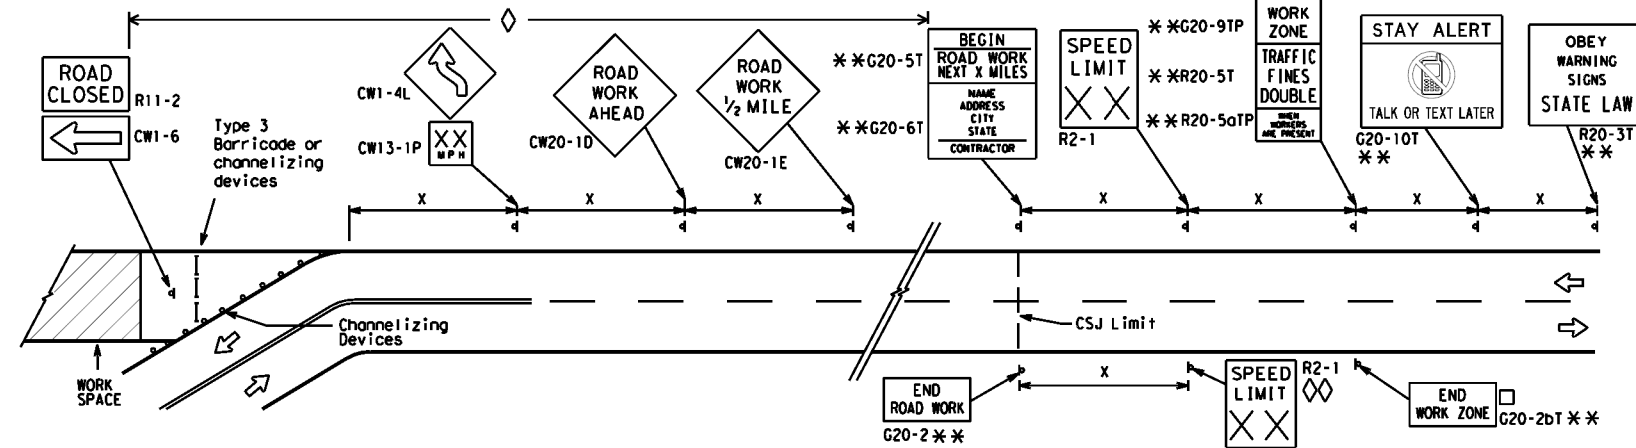 ROAD
CLOSED
R11-2
CW1-6
Type 3
Barricade or
channelizing
devices
CW1-4L
XX
MPH
CW13-1P
ROAD
WORK
AHEAD
CW20-1D
ROAD
WORK
1/2 MILE
CW20-1E
**G20-5T
**G20-6T
BEGIN
ROAD WORK
NEXT X MILES
NAME
ADDRESS
CITY
STATE
CONTRACTOR
SPEED
LIMIT
XX
R2-1
**G20-9TP
**R20-5T
**R20-5aTP
WORK
ZONE
TRAFFIC
FINES
DOUBLE
WHEN
WORKERS
ARE PRESENT
STAY ALERT
TALK OR TEXT LATER
G20-10T
**
OBEY
WARNING
SIGNS
STATE LAW
R20-3T
**
X
X
X
X
X
X
X
Channelizing
Devices
CSJ Limit
WORK
SPACE
END
ROAD WORK
G20-2**
X
SPEED
LIMIT
XX
R2-1
END
WORK ZONE
G20-2bT**